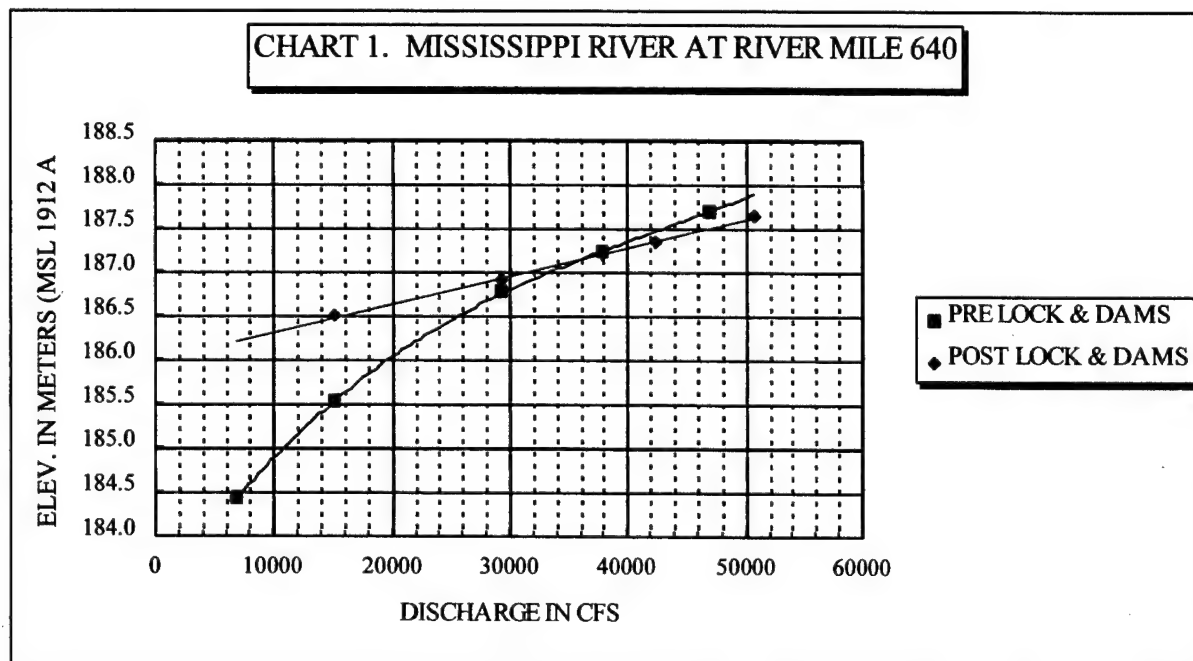 CHART 1. MISSISSIPPI RIVER AT RIVER MILE 640
ELEV. IN METERS (MSL 1912 A
188.5
188.0
187.5
187.0
186.5
186.0
185.5
185.0
184.5
184.0
0 10000 20000 30000 40000 50000 60000
DISCHARGE IN CFS
PRE LOCK & DAMS
POST LOCK & DAMS